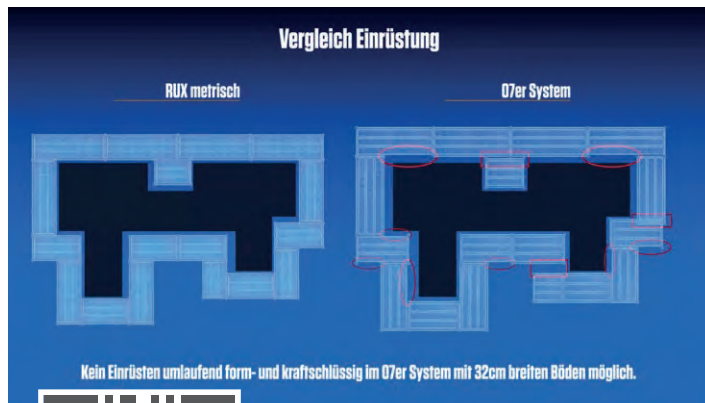 Vergleich Einrüstung
RUX metrisch
07er System
Kein Einrüsten umlaufend form- und kraftschlüssig im 07er System mit 32cm breiten Böden möglich.